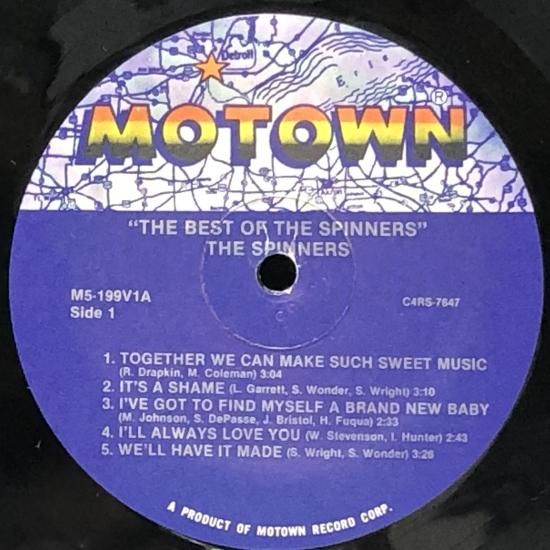 Detroit
Erie
MOTOWN®
"THE BEST OF THE SPINNERS"
THE SPINNERS
M5-199V1A
C4RS-7647
Side 1
1. TOGETHER WE CAN MAKE SUCH SWEET MUSIC
(R. Drapkin, M. Coleman) 3:04
2. IT'S A SHAME (L. Garrett, S. Wonder, S. Wright) 3:10
3. I'VE GOT TO FIND MYSELF A BRAND NEW BABY
(M. Johnson, S. DePasse, J. Bristol, H. Fuqua) 2:33
4. I'LL ALWAYS LOVE YOU (W. Stevenson, I. Hunter) 2:43
5. WE'LL HAVE IT MADE (S. Wright, S. Wonder) 3:26
A PRODUCT OF MOTOWN RECORD CORP.